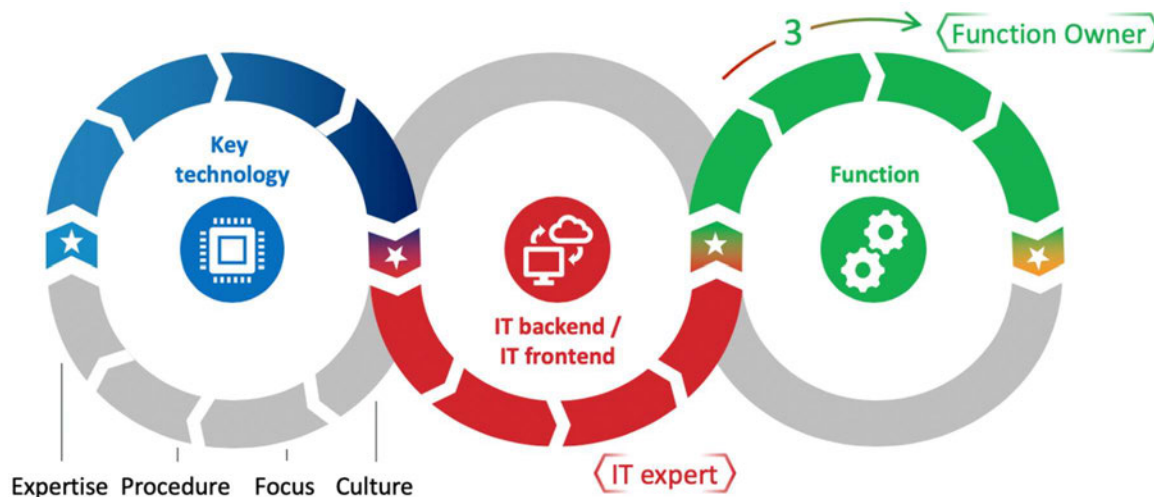 3
Function Owner
Key
technology
Function
IT backend /
IT frontend
IT expert
Expertise Procedure Focus Culture